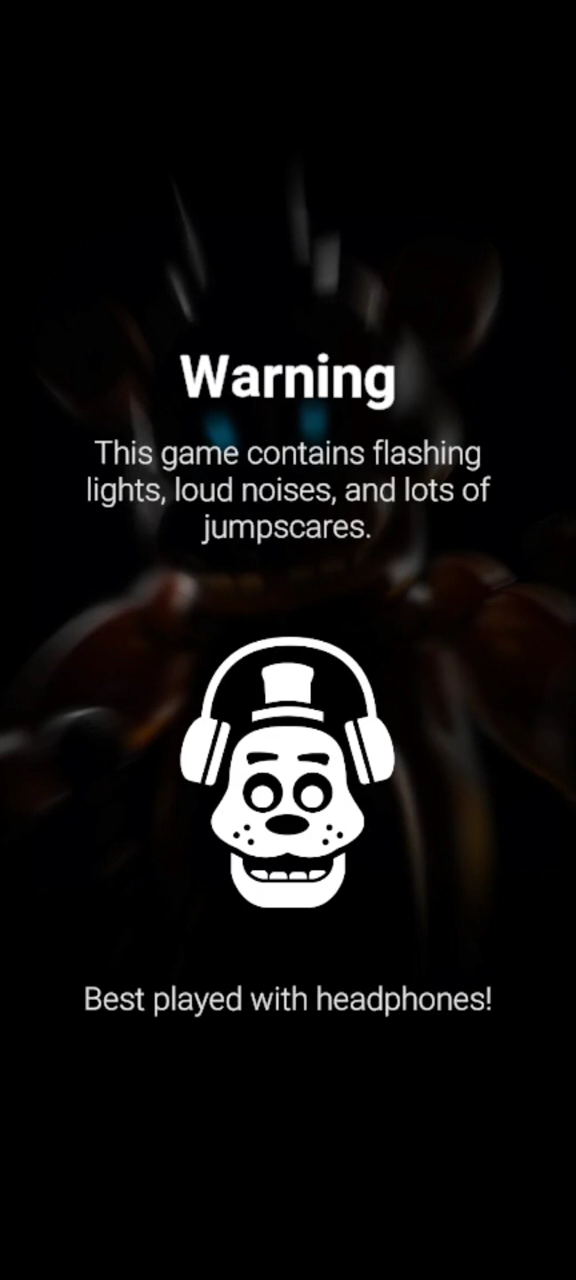 Warning
This game contains flashing
lights, loud noises, and lots of
jumpscares.
Best played with headphones!